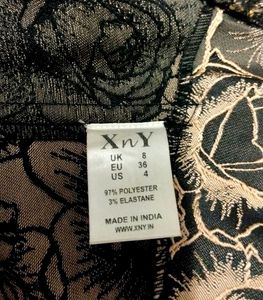 XnY
UK 8
EU 36
US 4
97% POLYESTER
3% ELASTANE
MADE IN INDIA
WWW.XNY.IN